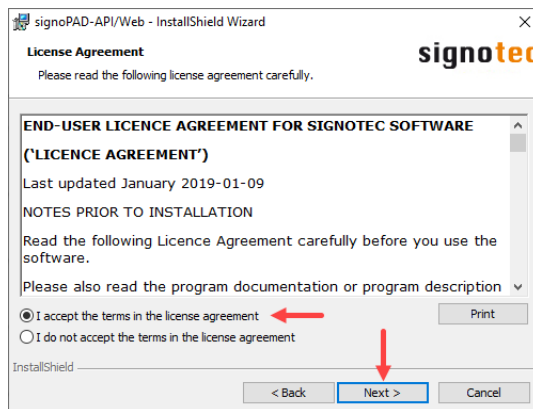 signoPAD-API/Web - InstallShield Wizard
License Agreement
Please read the following license agreement carefully.
signotec
END-USER LICENCE AGREEMENT FOR SIGNOTEC SOFTWARE
(‘LICENCE AGREEMENT’)
Last updated January 2019-01-09
NOTES PRIOR TO INSTALLATION
Read the following Licence Agreement carefully before you use the
software.
Please also read the program documentation or program description
I accept the terms in the license agreement
Print
I do not accept the terms in the license agreement
InstallShield
< Back
Next >
Cancel